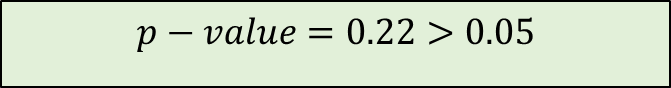 p − value = 0.22 > 0.05